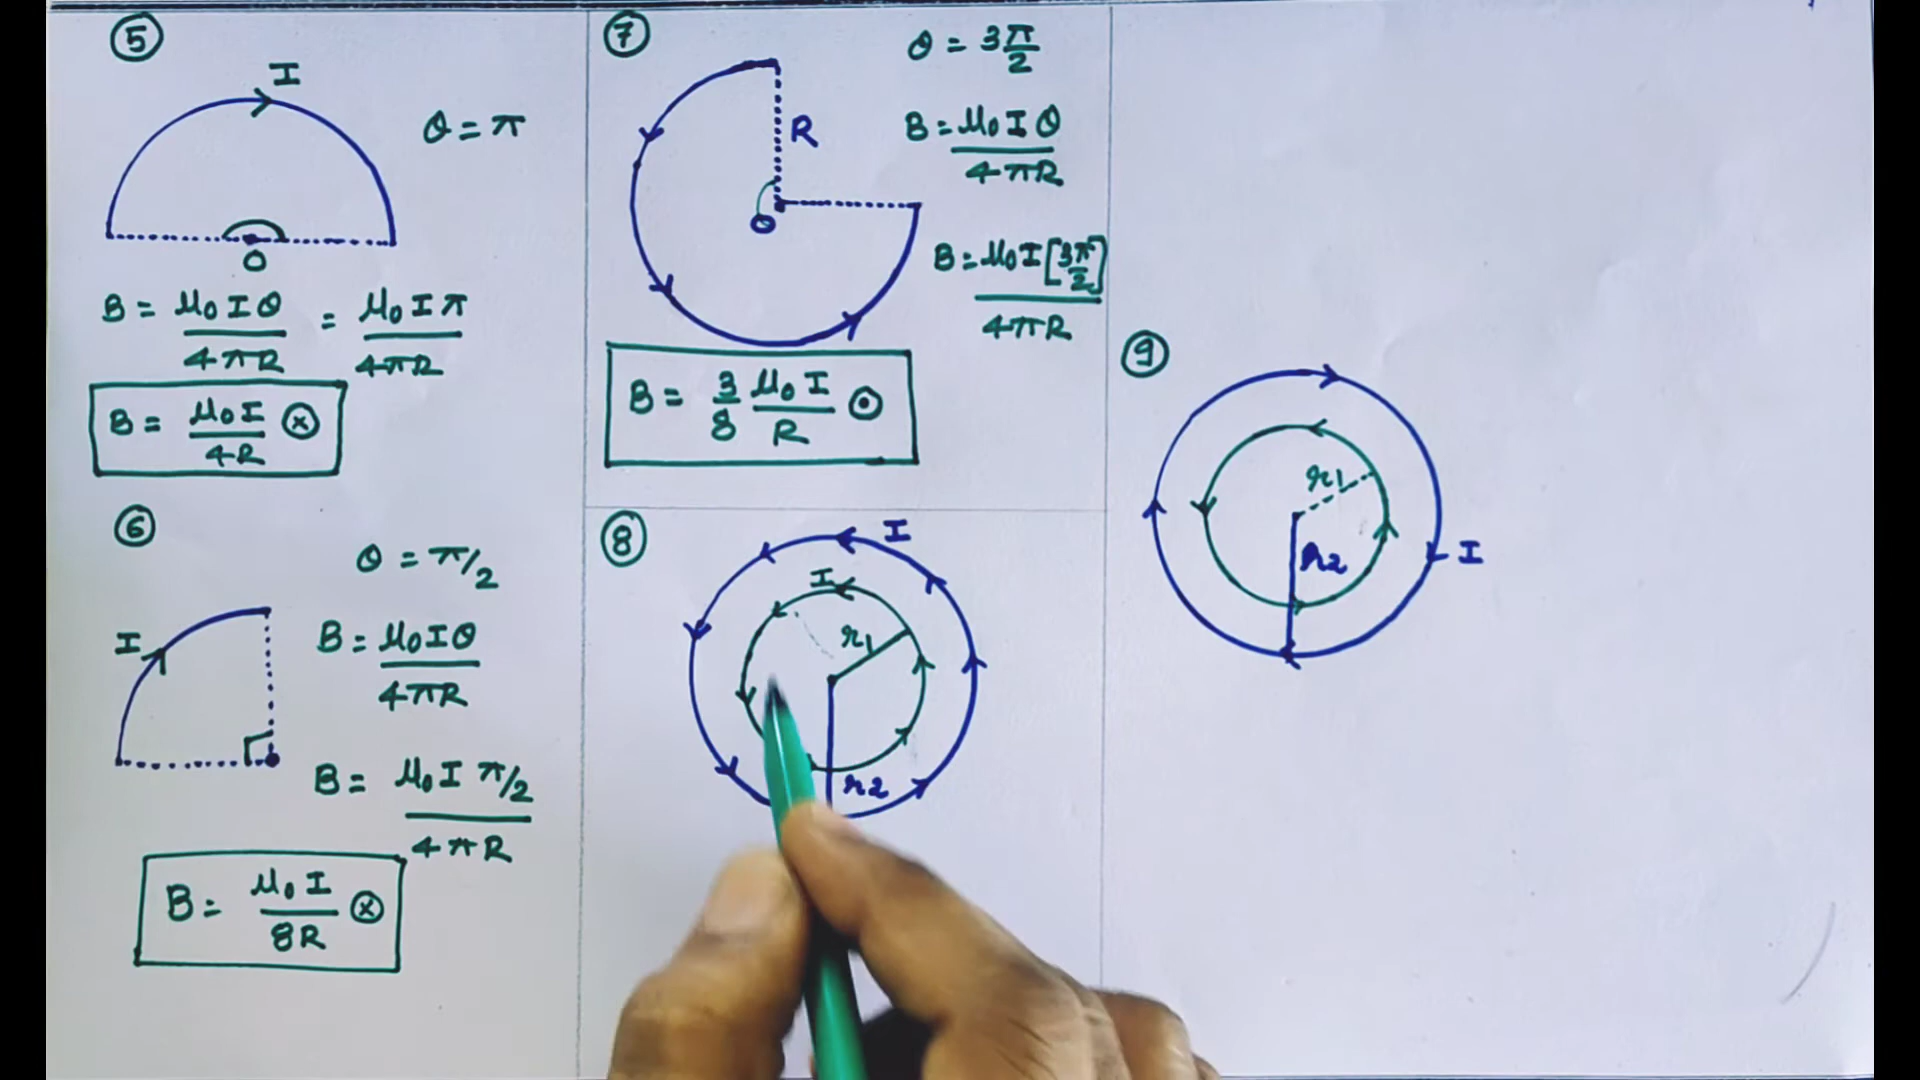 ⑤
I
θ = π
O
B = μ₀Iθ/4πR = μ₀Iπ/4πR
B = μ₀I/4R ⊗
⑥
θ = π/2
I
B = μ₀Iθ/4πR
B = μ₀I π/2/4πR
B = μ₀I/8R ⊗
⑦
θ = 3π/2
R
B = μ₀Iθ/4πR
B = μ₀I[3π/2]/4πR
B = 3/8 μ₀I/R ⊙
⑧
I
I
r₁
r₂
⑨
r₁
r₂
I